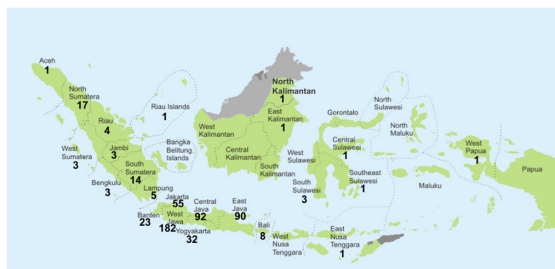 Aceh
1
North
Sumatera
17
Riau
4
Riau Islands
1
West
Sumatera
3
Jambi
3
Bangka
Belitung
Islands
South
Sumatera
14
Bengkulu
3
Lampung
5
Banten
23
Jakarta
55
West
Java
182
Central
Java
92
Yogyakarta
32
East
Java
90
Bali
8
West
Nusa
Tenggara
East
Nusa
Tenggara
1
West
Kalimantan
Central
Kalimantan
South
Kalimantan
East
Kalimantan
1
North
Kalimantan
1
West
Sulawesi
South
Sulawesi
3
Central
Sulawesi
1
Southeast
Sulawesi
1
Gorontalo
North
Sulawesi
North
Maluku
Maluku
West
Papua
1
Papua